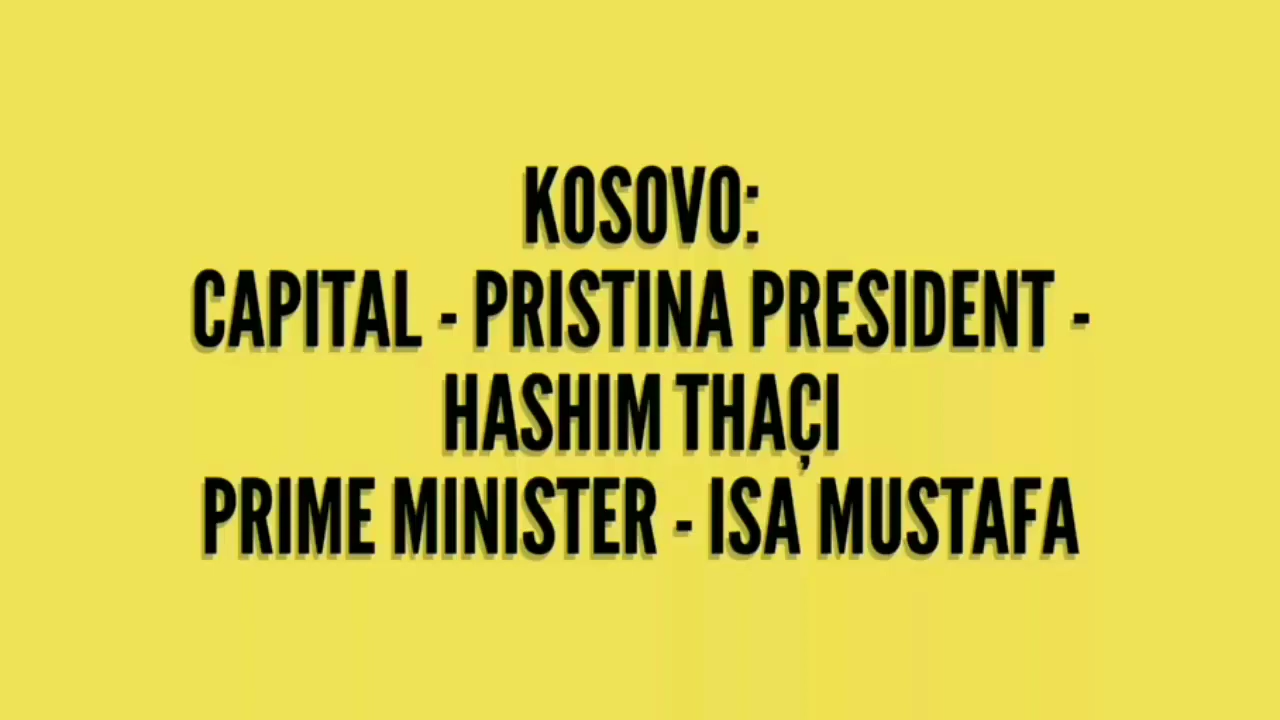 KOSOVO:
CAPITAL - PRISTINA PRESIDENT -
HASHIM THAÇI
PRIME MINISTER - ISA MUSTAFA